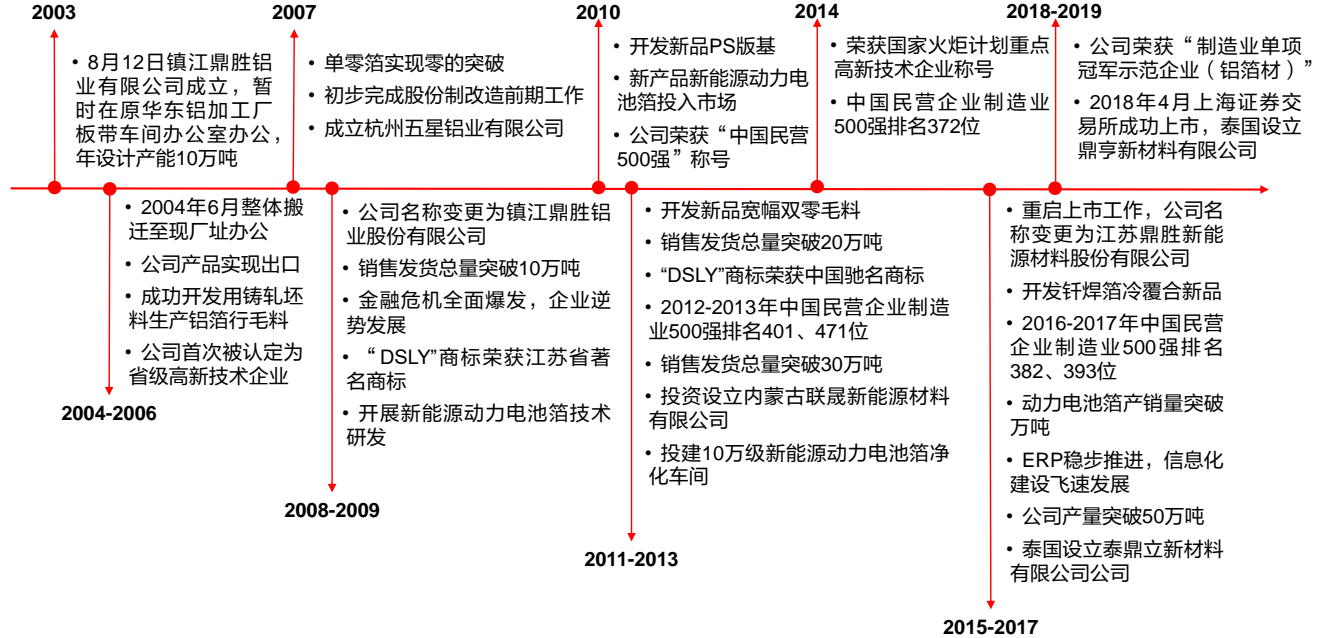 2003
• 8月12日镇江鼎胜铝
业有限公司成立，暂
时在原华东铝加工厂
板带车间办公室办公，
年设计产能10万吨
2004-2006
• 2004年6月整体搬
迁至现厂址办公
• 公司产品实现出口
• 成功开发用铸轧坯
料生产铝箔行毛料
• 公司首次被认定为
省级高新技术企业
2007
• 单零箔实现零的突破
• 初步完成股份制改造前期工作
• 成立杭州五星铝业有限公司
2008-2009
• 公司名称变更为镇江鼎胜铝
业股份有限公司
• 销售发货总量突破10万吨
• 金融危机全面爆发，企业逆
势发展
• “DSLY”商标荣获江苏省著
名商标
• 开展新能源动力电池箔技术
研发
2010
• 开发新品PS版基
• 新产品新能源动力电
池箔投入市场
• 公司荣获“中国民营
500强”称号
2011-2013
• 开发新品宽幅双零毛料
• 销售发货总量突破20万吨
• “DSLY”商标荣获中国驰名商标
• 2012-2013年中国民营企业制造
业500强排名401、471位
• 销售发货总量突破30万吨
• 投资设立内蒙古联晟新能源材料
有限公司
• 投建10万级新能源动力电池箔净
化车间
2014
• 荣获国家火炬计划重点
高新技术企业称号
• 中国民营企业制造业
500强排名372位
2015-2017
• 重启上市工作，公司名
称变更为江苏鼎胜新能
源材料股份有限公司
• 开发钎焊箔冷覆合新品
• 2016-2017年中国民营
企业制造业500强排名
382、393位
• 动力电池箔产销量突破
万吨
• ERP稳步推进，信息化
建设飞速发展
• 公司产量突破50万吨
• 泰国设立泰鼎立新材料
有限公司公司
2018-2019
• 公司荣获“制造业单项
冠军示范企业（铝箔材）”
• 2018年4月上海证券交
易所成功上市，泰国设立
鼎亨新材料有限公司